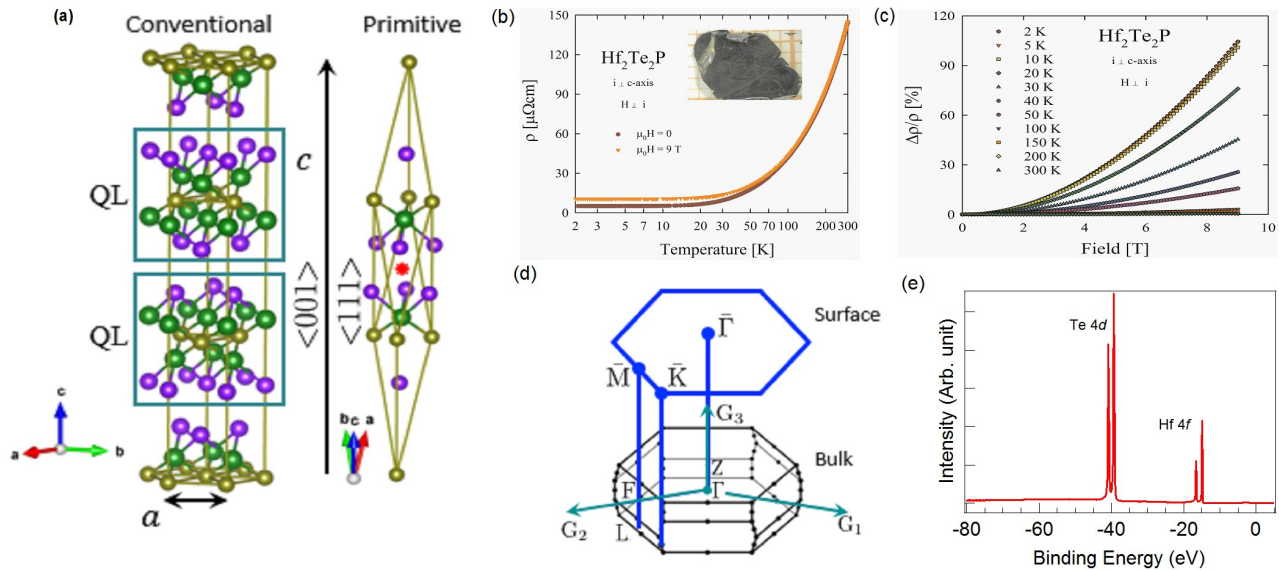 (a)
Conventional
Primitive
QL
QL
c
<001>
<111>
c
a
b
b c a
a
(b)
150
120
90
60
30
0
ρ [μΩcm]
Hf₂Te₂P
i ⊥ c-axis
H ⊥ i
μ₀H = 0
μ₀H = 9 T
2 3 5 7 10 20 30 50 70 100 200 300
Temperature [K]
(c)
120
90
60
30
0
Δρ/ρ [%]
2 K
5 K
10 K
20 K
30 K
40 K
50 K
100 K
150 K
200 K
300 K
Hf₂Te₂P
i ⊥ c-axis
H ⊥ i
0 2 4 6 8 10
Field [T]
(d)
Surface
Γ̄
M̄
K̄
G₃
Bulk
Z
F
Γ
G₂
L
G₁
(e)
Intensity (Arb. unit)
Te 4d
Hf 4f
-80 -60 -40 -20 0
Binding Energy (eV)